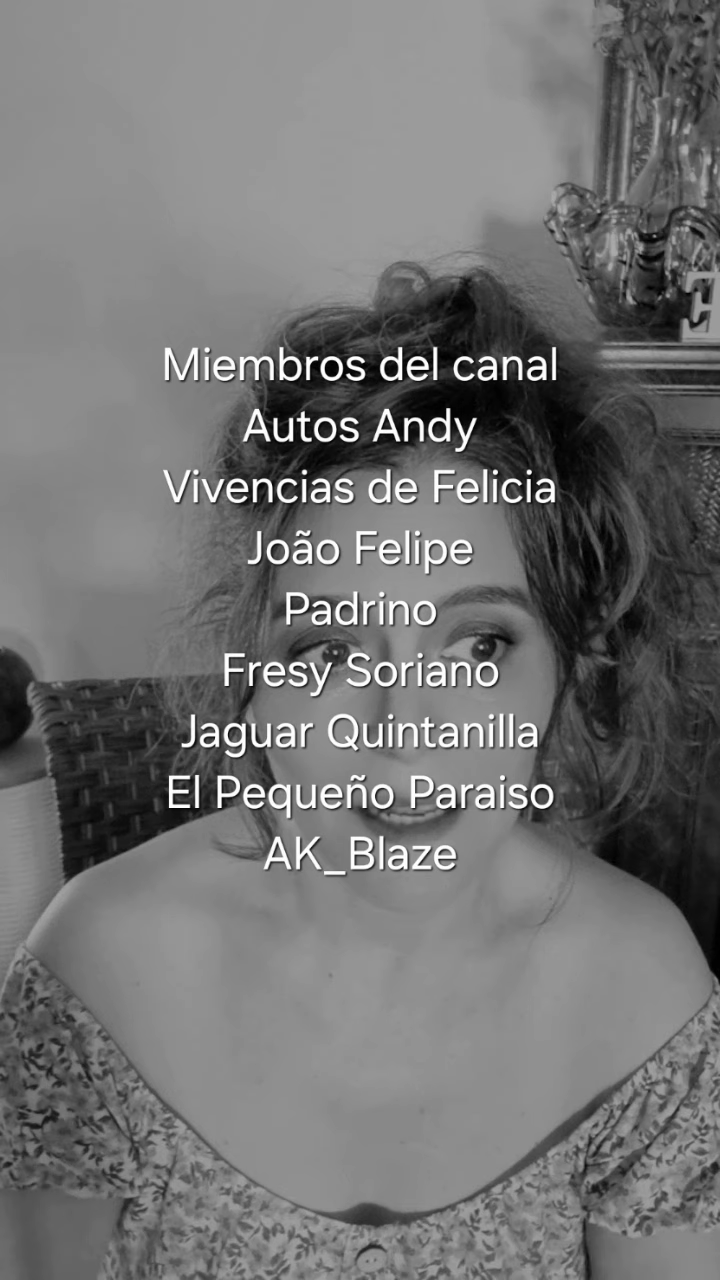 Miembros del canal
Autos Andy
Vivencias de Felicia
João Felipe
Padrino
Fresy Soriano
Jaguar Quintanilla
El Pequeño Paraiso
AK_Blaze